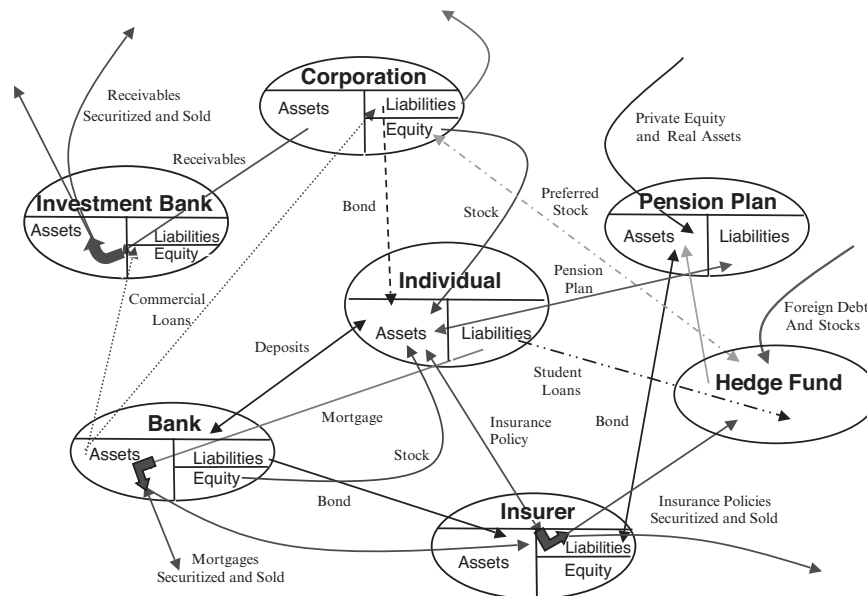 Corporation
Assets
Liabilities
Equity
Receivables
Securitized and Sold
Private Equity
and Real Assets
Receivables
Investment Bank
Assets
Liabilities
Equity
Bond
Stock
Preferred
Stock
Pension Plan
Assets
Liabilities
Commercial
Loans
Individual
Assets
Liabilities
Pension
Plan
Foreign Debt
And Stocks
Deposits
Student
Loans
Hedge Fund
Bank
Assets
Liabilities
Equity
Mortgage
Stock
Insurance
Policy
Bond
Bond
Insurer
Assets
Liabilities
Equity
Insurance Policies
Securitized and Sold
Mortgages
Securitized and Sold